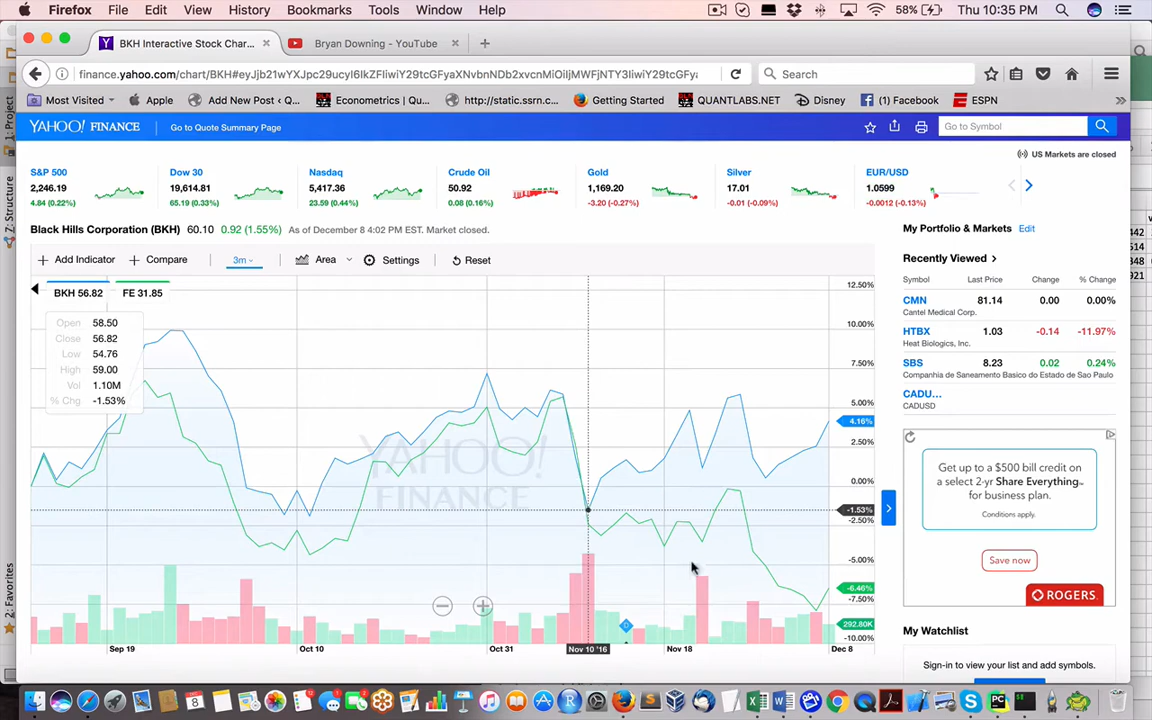 Firefox File Edit View History Bookmarks Tools Window Help 58% Thu 10:35 PM
BKH Interactive Stock Char... Bryan Downing - YouTube
finance.yahoo.com/chart/BKH#eyJjb21wYXJpc29ucyI6IkZFIiwiY29tcGFyaXNvbnNDb2xvcnMiOiIjMWFjNTY3IiwiY29tcGFy Search
Most Visited Apple Add New Post ‹ Q... Econometrics | Qu... http://static.ssrn.c... Getting Started QUANTLABS.NET Disney (1) Facebook ESPN
YAHOO! FINANCE Go to Quote Summary Page Go to Symbol
US Markets are closed
S&P 500 Dow 30 Nasdaq Crude Oil Gold Silver EUR/USD
2,246.19 19,614.81 5,417.36 50.92 1,169.20 17.01 1.0599
4.84 (0.22%) 65.19 (0.33%) 23.59 (0.44%) 0.08 (0.16%) -3.20 (-0.27%) -0.01 (-0.09%) -0.0012 (-0.13%)
Black Hills Corporation (BKH) 60.10 0.92 (1.55%) As of December 8 4:02 PM EST. Market closed.
Add Indicator Compare 3m Area Settings Reset
BKH 56.82 FE 31.85
Open 58.50
Close 56.82
Low 54.76
High 59.00
Vol 1.10M
% Chg -1.53%
YAHOO!
FINANCE
12.50%
10.00%
7.50%
5.00%
4.16%
2.50%
0.00%
-1.53%
-2.50%
-5.00%
-6.46%
-7.50%
292.80K
-10.00%
Sep 19 Oct 10 Oct 31 Nov 10 '16 Nov 18 Dec 8
My Portfolio & Markets Edit
Recently Viewed
Symbol Last Price Change % Change
CMN 81.14 0.00 0.00%
Cantel Medical Corp.
HTBX 1.03 -0.14 -11.97%
Heat Biologics, Inc.
SBS 8.23 0.02 0.24%
Companhia de Saneamento Basico do Estado de Sao Paulo
CADU...
CADUSD
Get up to a $500 bill credit on
a select 2-yr Share Everything™
for business plan.
Conditions apply.
Save now
ROGERS
My Watchlist
Sign-in to view your list and add symbols.
1: Project
Z: Structure
2: Favorites
442
514
348
921